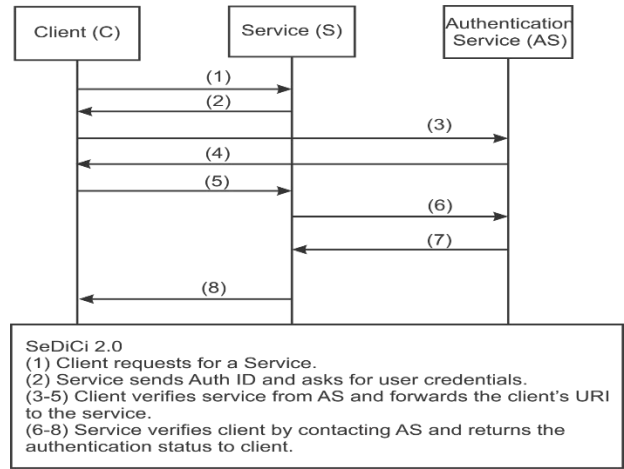 Client (C)
Service (S)
Authentication
Service (AS)
(1)
(2)
(3)
(4)
(5)
(6)
(7)
(8)
SeDiCi 2.0
(1) Client requests for a Service.
(2) Service sends Auth ID and asks for user credentials.
(3-5) Client verifies service from AS and forwards the client's URI
to the service.
(6-8) Service verifies client by contacting AS and returns the
authentication status to client.